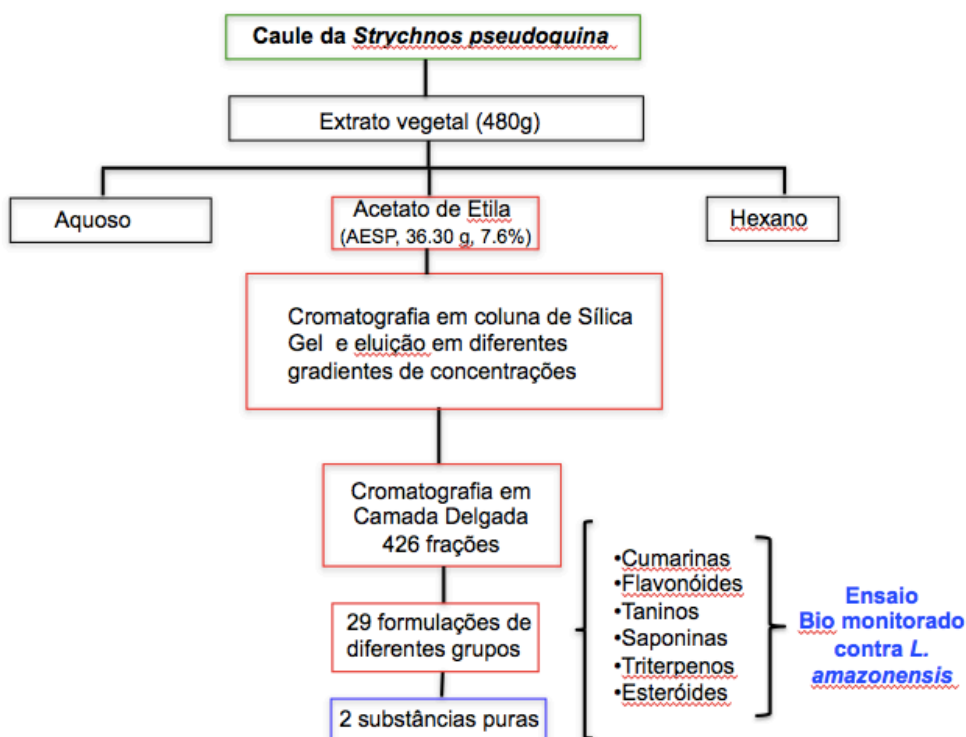 Caule da Strychnos pseudoquina
Extrato vegetal (480g)
Aquoso
Acetato de Etila
(AESP, 36.30 g, 7.6%)
Hexano
Cromatografia em coluna de Sílica
Gel e eluição em diferentes
gradientes de concentrações
Cromatografia em
Camada Delgada
426 frações
29 formulações de
diferentes grupos
2 substâncias puras
•Cumarinas
•Flavonóides
•Taninos
•Saponinas
•Triterpenos
•Esteróides
Ensaio
Bio monitorado
contra L.
amazonensis